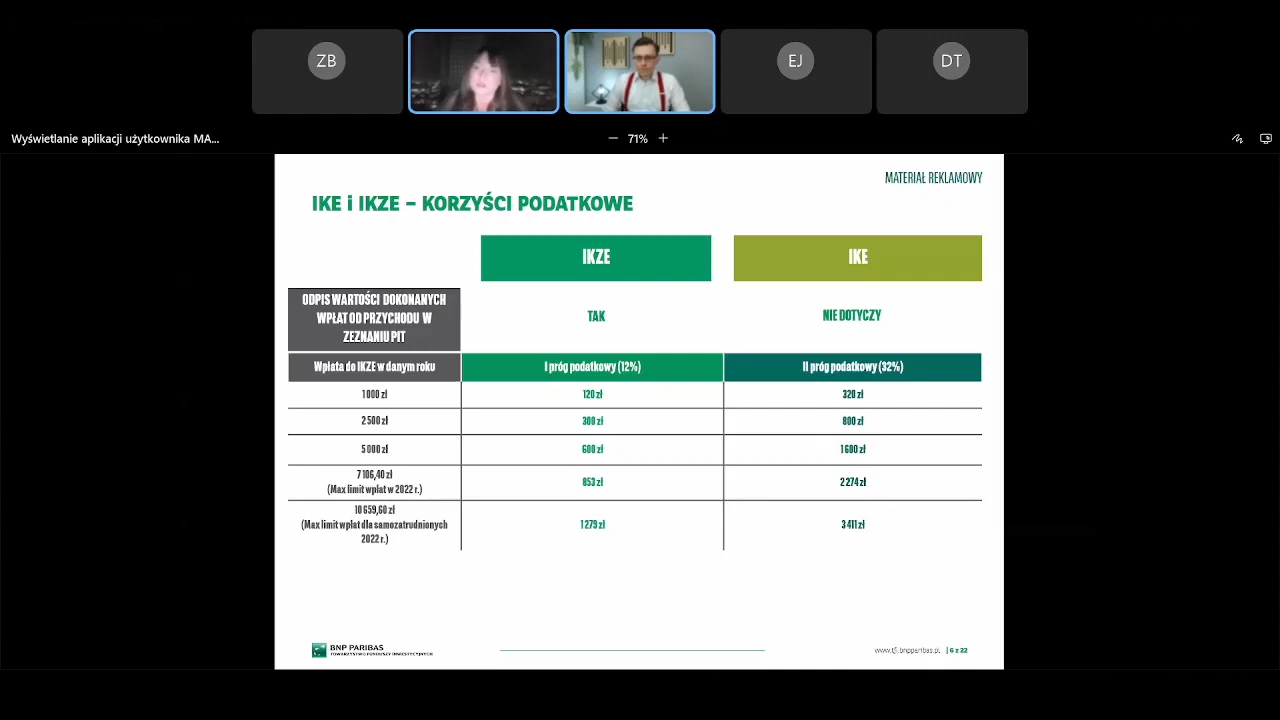 ZB
EJ
DT
Wyświetlanie aplikacji użytkownika MA...
71%
MATERIAŁ REKLAMOWY
IKE i IKZE – KORZYŚCI PODATKOWE
IKZE
IKE
ODPIS WARTOŚCI DOKONANYCH
WPŁAT OD PRZYCHODU W
ZEZNANIU PIT
TAK
NIE DOTYCZY
Wpłata do IKZE w danym roku
I próg podatkowy (12%)
II próg podatkowy (32%)
1 000 zł
120 zł
320 zł
2 500 zł
300 zł
800 zł
5 000 zł
600 zł
1 600 zł
7 106,40 zł
(Max limit wpłat w 2022 r.)
853 zł
2 274 zł
10 659,60 zł
(Max limit wpłat dla samozatrudnionych
2022 r.)
1 279 zł
3 411 zł
BNP PARIBAS
TOWARZYSTWO FUNDUSZY INWESTYCYJNYCH
www.tfi.bnpparibas.pl | 6 z 22